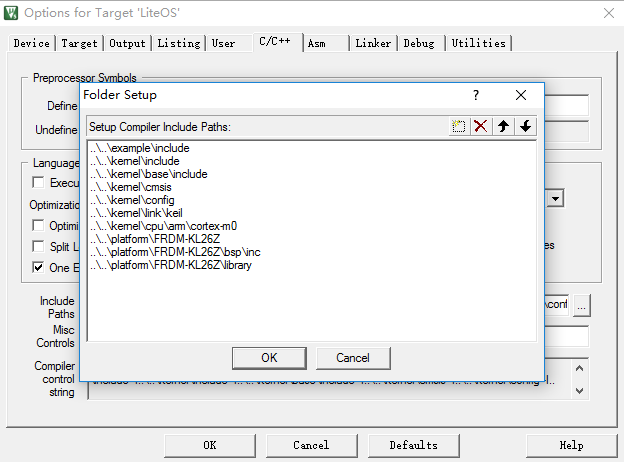 Options for Target 'LiteOS'
Device Target Output Listing User C/C++ Asm Linker Debug Utilities
Preprocessor Symbols
Define
Undefine
Folder Setup
Setup Compiler Include Paths:
..\..\example\include
..\..\kernel\include
..\..\kernel\base\include
..\..\kernel\cmsis
..\..\kernel\config
..\..\kernel\link\keil
..\..\kernel\cpu\arm\cortex-m0
..\..\platform\FRDM-KL26Z
..\..\platform\FRDM-KL26Z\bsp\inc
..\..\platform\FRDM-KL26Z\library
OK Cancel
Language
Execu
Optimizatio
Optimi
Split L
One E
es
Include
Paths
\conf
...
Misc
Controls
Compiler
control
string
OK Cancel Defaults Help